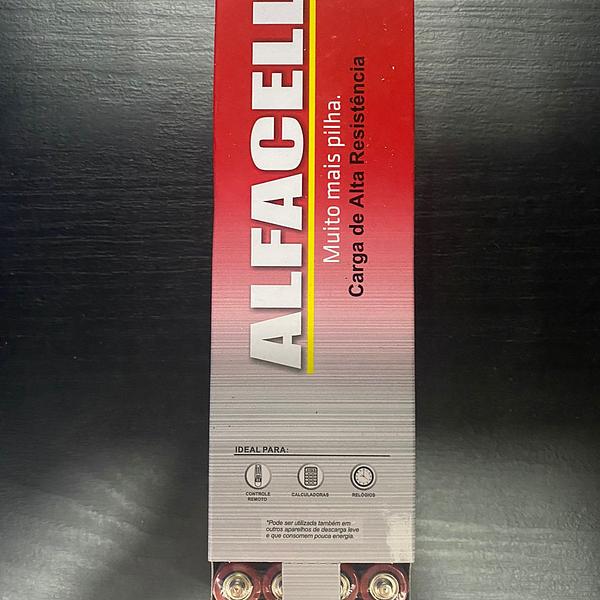 ALFACELL
Muito mais pilha.
Carga de Alta Resistência
IDEAL PARA:
CONTROLE
REMOTO
CALCULADORAS
RELÓGIOS
*Pode ser utilizada também em
outros aparelhos de descarga leve
e que consomem pouca energia.